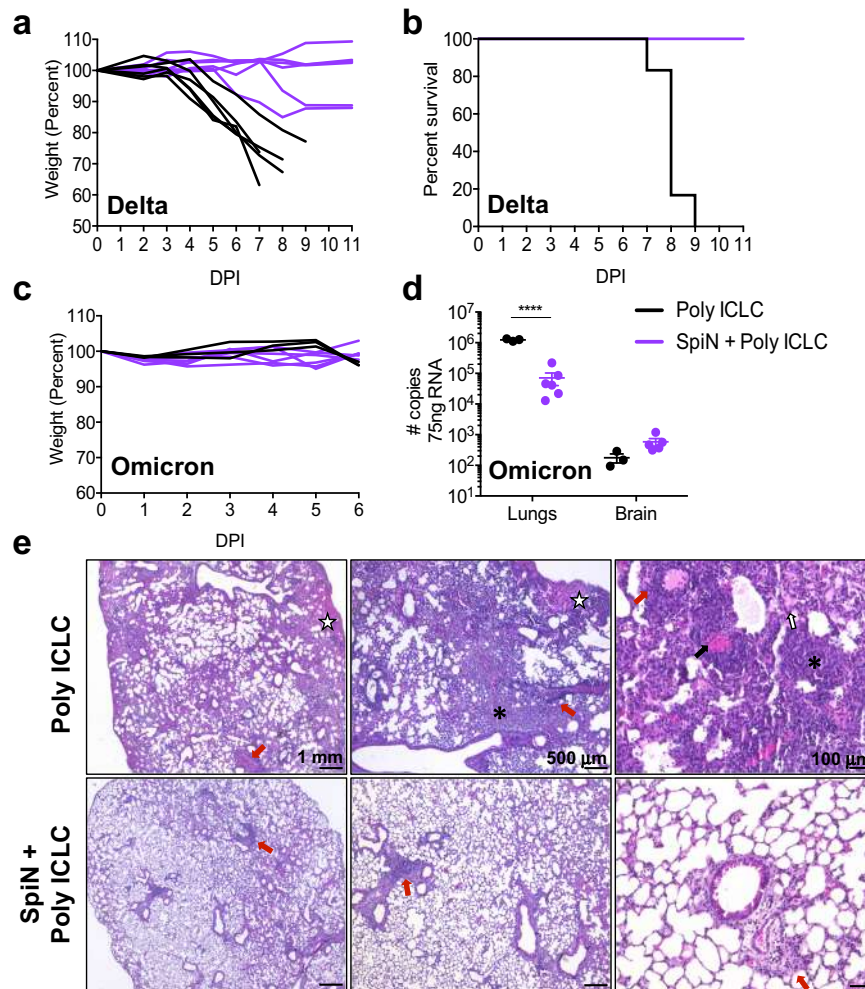 a
110
100
90
80
70
60
50
Weight (Percent)
Delta
0 1 2 3 4 5 6 7 8 9 11
DPI
b
100
80
60
40
20
0
Percent survival
Delta
0 1 2 3 4 5 6 7 8 9 11
DPI
c
110
100
90
80
70
60
Weight (Percent)
Omicron
0 1 2 3 4 5 6
DPI
d
10⁷
10⁶
10⁵
10⁴
10³
10²
10¹
# copies
75ng RNA
****
Omicron
Lungs Brain
Poly ICLC
SpiN + Poly ICLC
e
Poly ICLC
1 mm
500 µm
*
100 µm
*
SpiN +
Poly ICLC